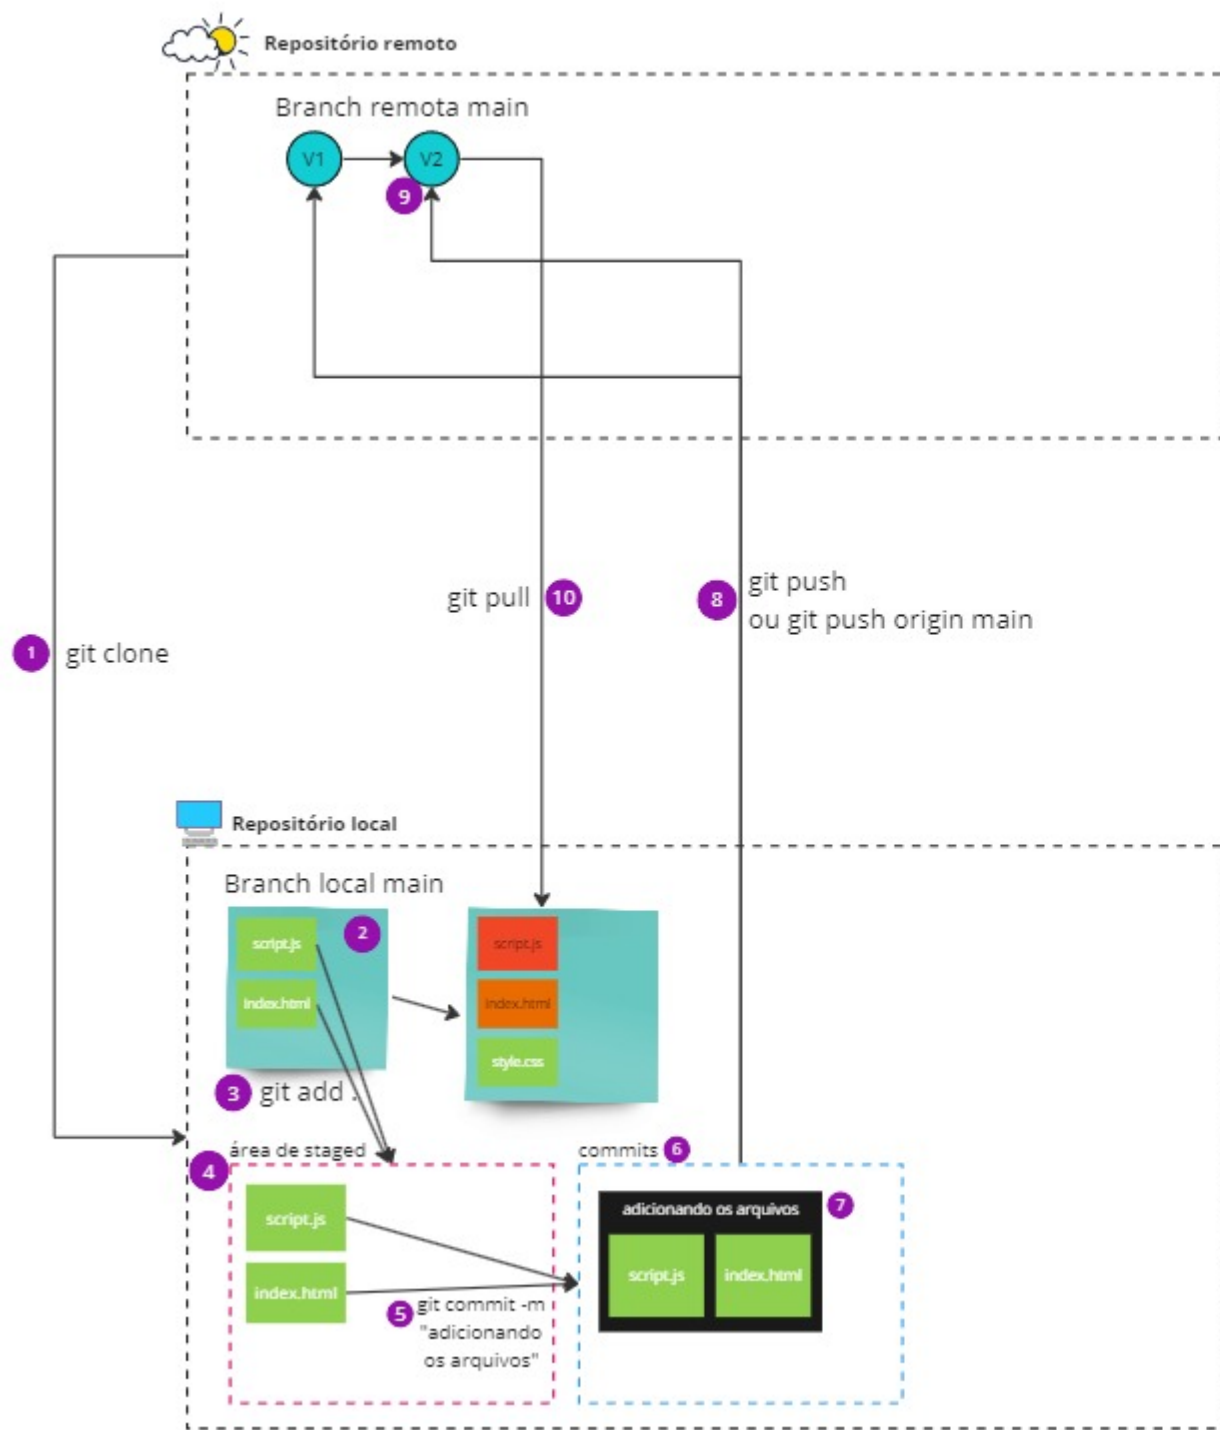 Repositório remoto
Branch remota main
V1
V2
9
git pull
10
8
git push
ou git push origin main
1
git clone
Repositório local
Branch local main
script.js
2
index.html
script.js
index.html
style.css
3
git add .
4
área de staged
commits
6
script.js
index.html
5
git commit -m
"adicionando
os arquivos"
adicionando os arquivos
7
script.js
index.html